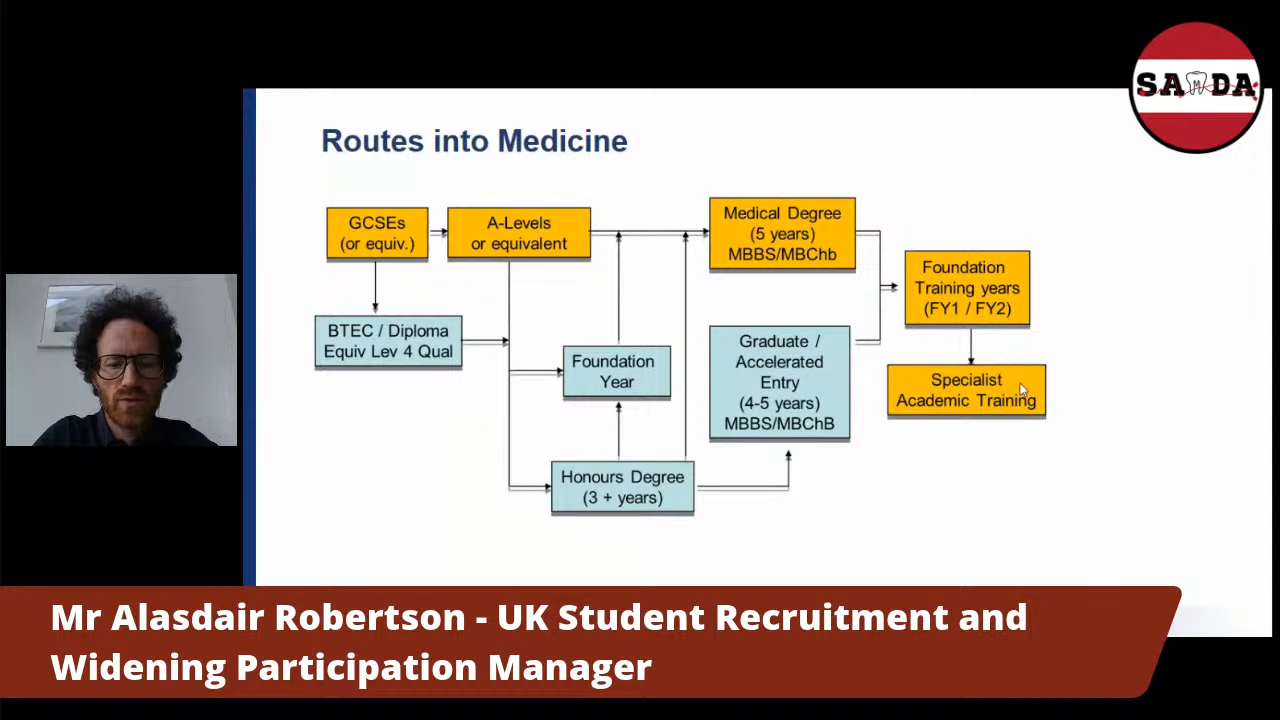 SAMDA
Routes into Medicine
GCSEs
(or equiv.)
A-Levels
or equivalent
Medical Degree
(5 years)
MBBS/MBChb
Foundation
Training years
(FY1 / FY2)
BTEC / Diploma
Equiv Lev 4 Qual
Foundation
Year
Graduate /
Accelerated
Entry
(4-5 years)
MBBS/MBChB
Specialist
Academic Training
Honours Degree
(3 + years)
Mr Alasdair Robertson - UK Student Recruitment and
Widening Participation Manager